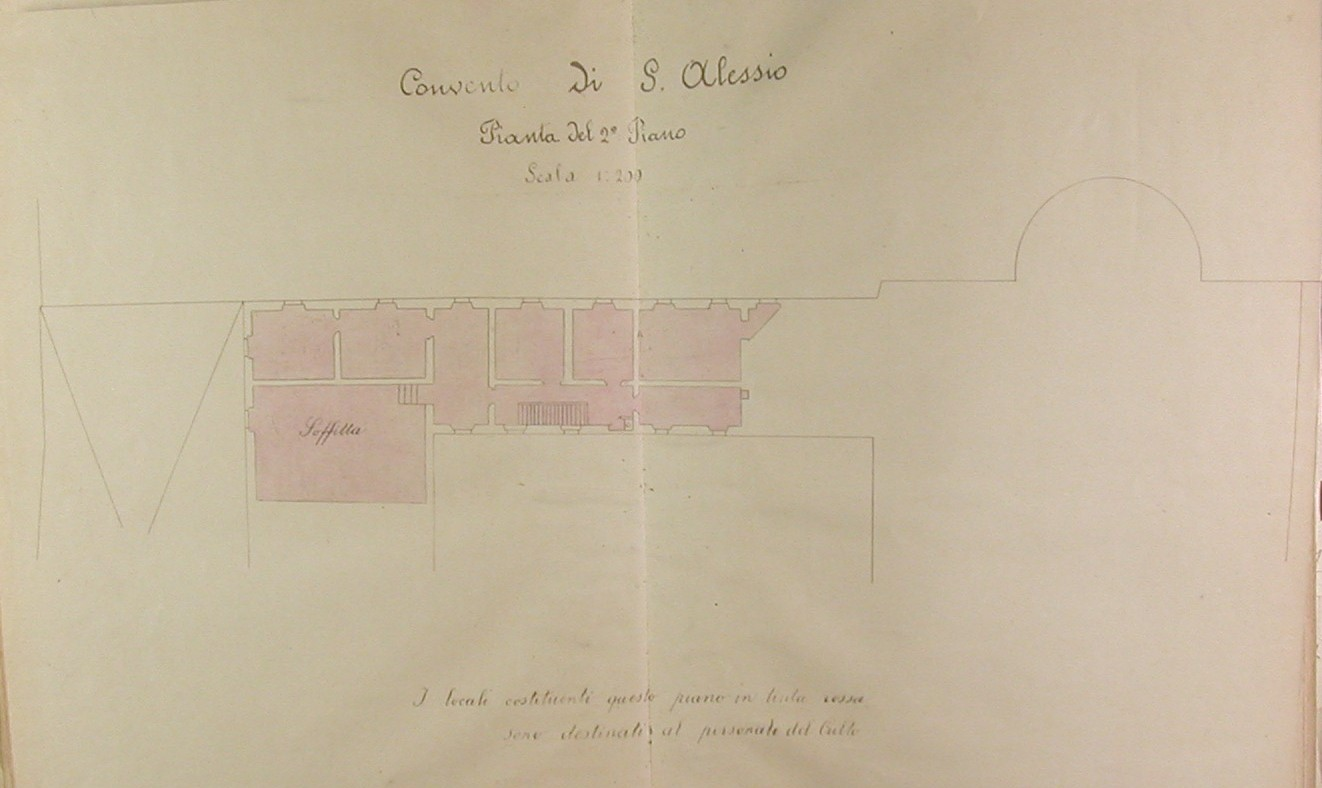 Convento Di S. Alessio
Pianta del 2° Piano
Scala 1:200
Soffitta
I locali costituenti questo piano in tinta rossa
sono destinati al personale del Culto